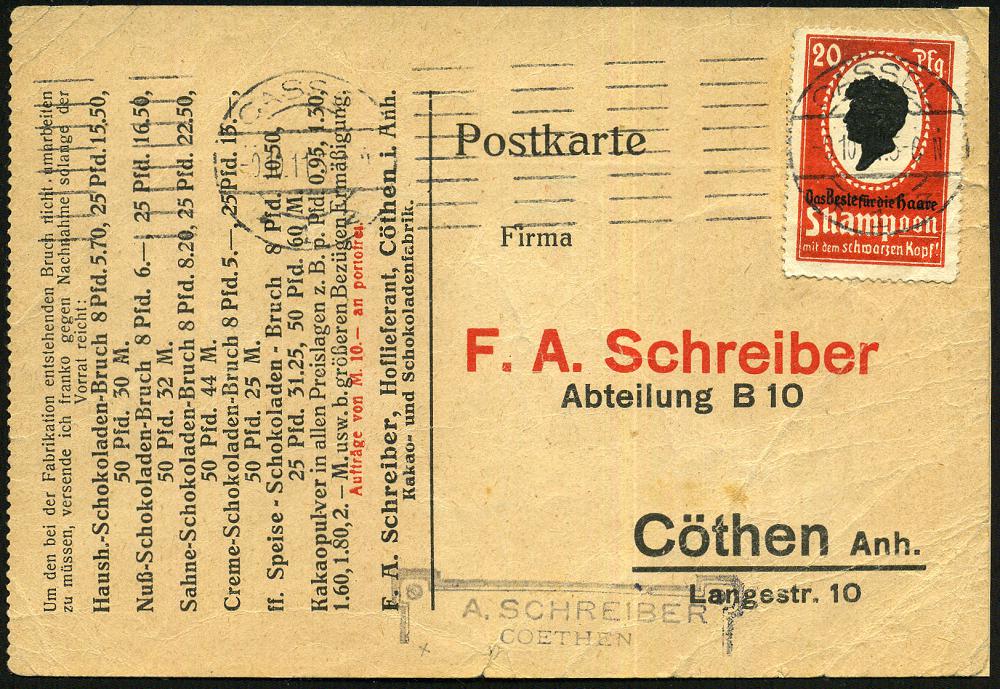 Um den bei der Fabrikation entstehenden Bruch nicht umarbeiten
zu müssen, versende ich franko gegen Nachnahme solange der
Vorrat reicht:
Haush.-Schokoladen-Bruch 8 Pfd. 5.70, 25 Pfd. 15,50,
50 Pfd. 30 M.
Nuß-Schokoladen-Bruch 8 Pfd. 6.—, 25 Pfd. 16.50,
50 Pfd. 32 M.
Sahne-Schokoladen-Bruch 8 Pfd. 8.20, 25 Pfd. 22.50,
50 Pfd. 44 M.
Creme-Schokoladen-Bruch 8 Pfd. 5.—, 25 Pfd. 13.—,
50 Pfd. 25 M.
ff. Speise - Schokoladen - Bruch 8 Pfd. 10.50,
25 Pfd. 31.25, 50 Pfd. 60 M.
Kakaopulver in allen Preislagen z. B. p. Pfd. 0.95, 1.30,
1.60, 1.80, 2.— M. usw. b. größeren Bezügen Ermäßigung.
Aufträge von M. 10.— an portofrei.
F. A. Schreiber, Hoflieferant, Cöthen i. Anh.
Kakao- und Schokoladenfabrik.
Postkarte
Firma
F. A. Schreiber
Abteilung B 10
Cöthen Anh.
Langestr. 10
20 Pfg
Das Beste für die Haare
Shampoon
mit dem schwarzen Kopf!
CASSEL
A. SCHREIBER
COETHEN